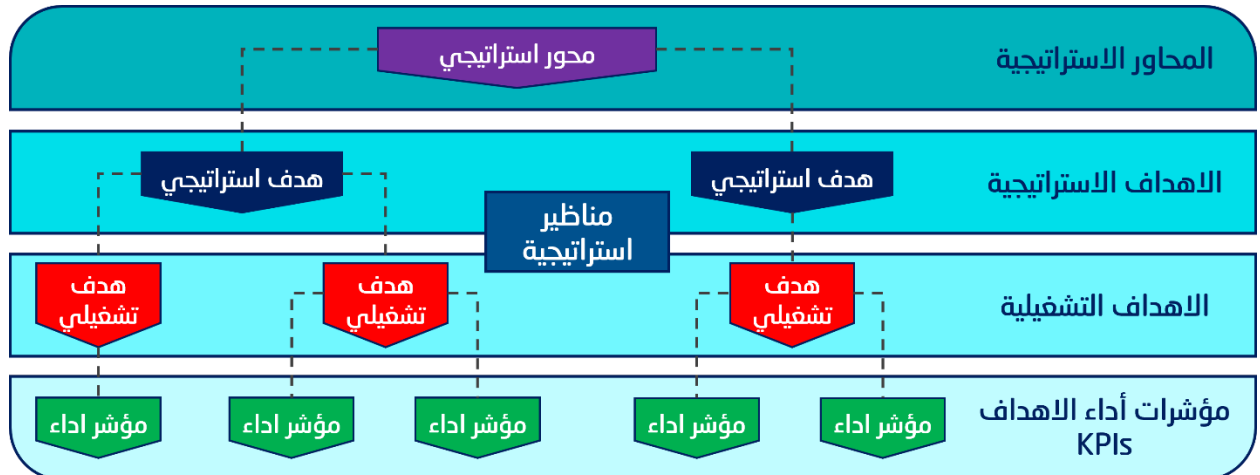 المحاور الاستراتيجية
محور استراتيجي
الاهداف الاستراتيجية
هدف استراتيجي
هدف استراتيجي
مناظير
استراتيجية
الاهداف التشغيلية
هدف
تشغيلي
هدف
تشغيلي
هدف
تشغيلي
مؤشرات أداء الاهداف
KPIs
مؤشر اداء
مؤشر اداء
مؤشر اداء
مؤشر اداء
مؤشر اداء